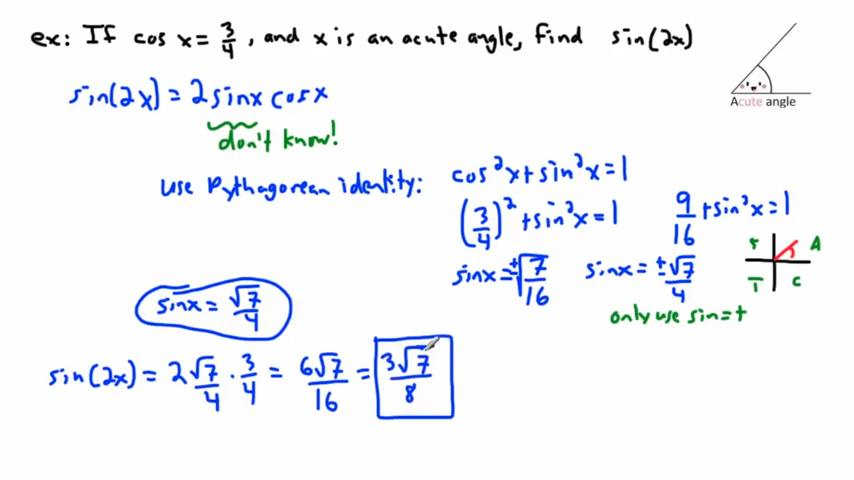 ex: If cos x = 3/4, and x is an acute angle, find sin(2x)
Acute angle
sin(2x) = 2 sinx cosx
don't know!
use Pythagorean identity: cos²x + sin²x = 1
(3/4)² + sin²x = 1
9/16 + sin²x = 1
sinx = ±√(7/16)
sinx = ±√7/4
S A
T C
only use sin = +
sinx = √7/4
sin(2x) = 2 √7/4 · 3/4 = 6√7/16 = 3√7/8